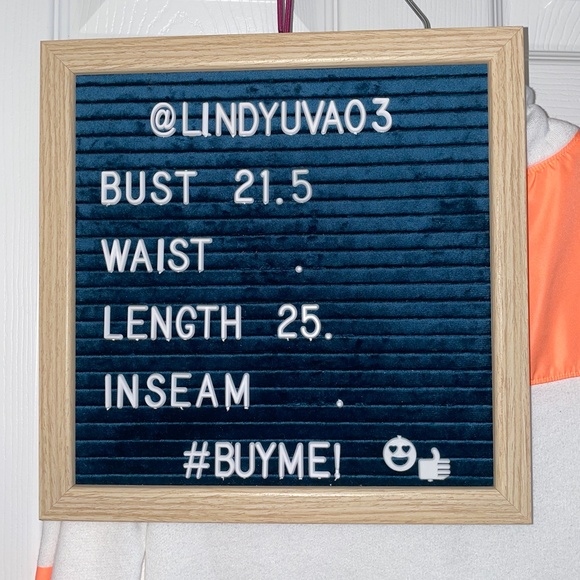 @LINDYUVA03
BUST 21.5
WAIST .
LENGTH 25.
INSEAM .
#BUYME! 😍👍